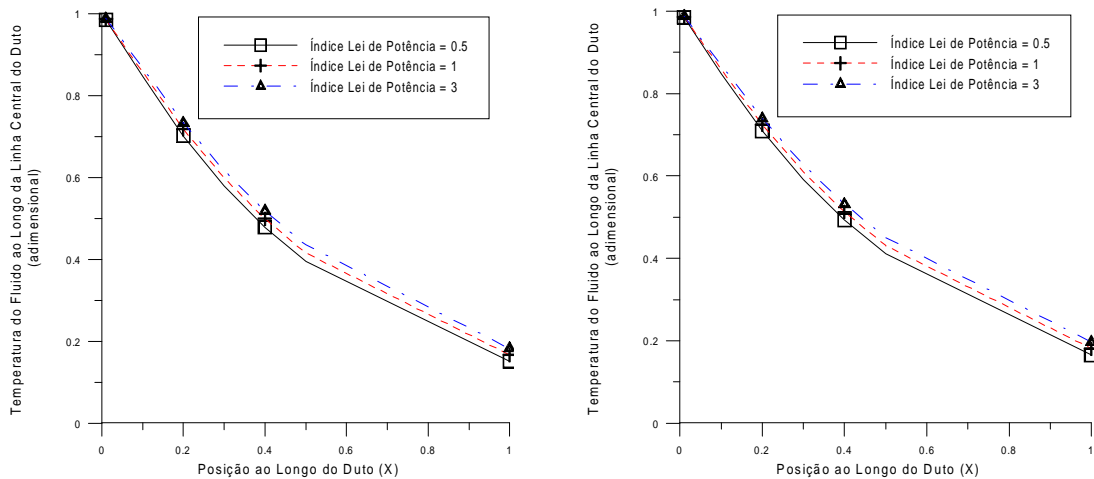 Temperatura do Fluido ao Longo da Linha Central do Duto
(adimensional)
1
0.8
0.6
0.4
0.2
0
Índice Lei de Potência = 0.5
Índice Lei de Potência = 1
Índice Lei de Potência = 3
0 0.2 0.4 0.6 0.8 1
Posição ao Longo do Duto (X)
Temperatura do Fluido ao Longo da Linha Central do Duto
(adimensional)
1
0.8
0.6
0.4
0.2
0
Índice Lei de Potência = 0.5
Índice Lei de Potência = 1
Índice Lei de Potência = 3
0 0.2 0.4 0.6 0.8 1
Posição ao Longo do Duto (X)